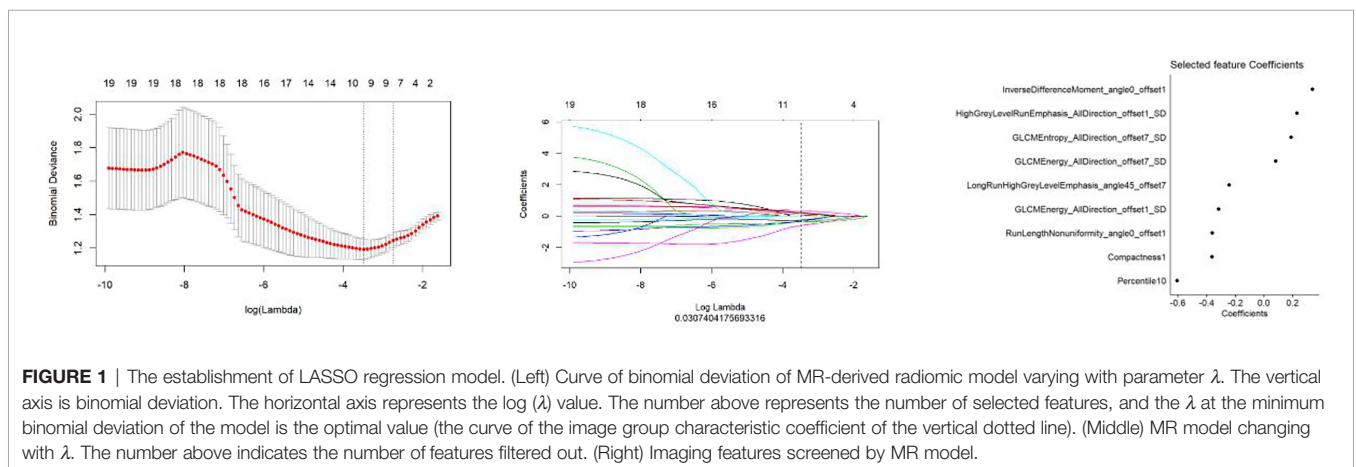 19 19 19 18 18 18 18 18 16 17 14 14 10 9 9 7 4 2
2.0
1.8
1.6
1.4
1.2
Binomial Deviance
-10 -8 -6 -4 -2
log(Lambda)
19 18 16 11 4
6
4
2
0
-2
Coefficients
-10 -8 -6 -4 -2
Log Lambda
0.0307404175693316
Selected feature Coefficients
InverseDifferenceMoment_angle0_offset1
HighGreyLevelRunEmphasis_AllDirection_offset1_SD
GLCMEntropy_AllDirection_offset7_SD
GLCMEnergy_AllDirection_offset7_SD
LongRunHighGreyLevelEmphasis_angle45_offset7
GLCMEnergy_AllDirection_offset1_SD
RunLengthNonuniformity_angle0_offset1
Compactness1
Percentile10
-0.6 -0.4 -0.2 0.0 0.2
Coefficients
FIGURE 1 | The establishment of LASSO regression model. (Left) Curve of binomial deviation of MR-derived radiomic model varying with parameter λ. The vertical
axis is binomial deviation. The horizontal axis represents the log (λ) value. The number above represents the number of selected features, and the λ at the minimum
binomial deviation of the model is the optimal value (the curve of the image group characteristic coefficient of the vertical dotted line). (Middle) MR model changing
with λ. The number above indicates the number of features filtered out. (Right) Imaging features screened by MR model.